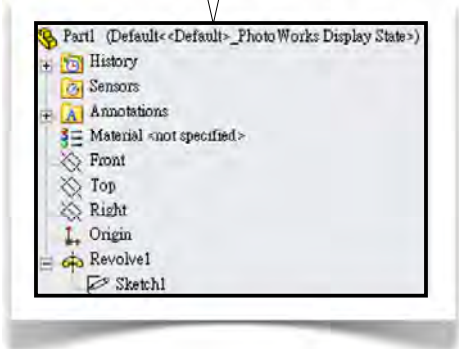 Part1 (Default<<Default>_PhotoWorks Display State>)
History
Sensors
Annotations
Material <not specified>
Front
Top
Right
Origin
Revolve1
Sketch1